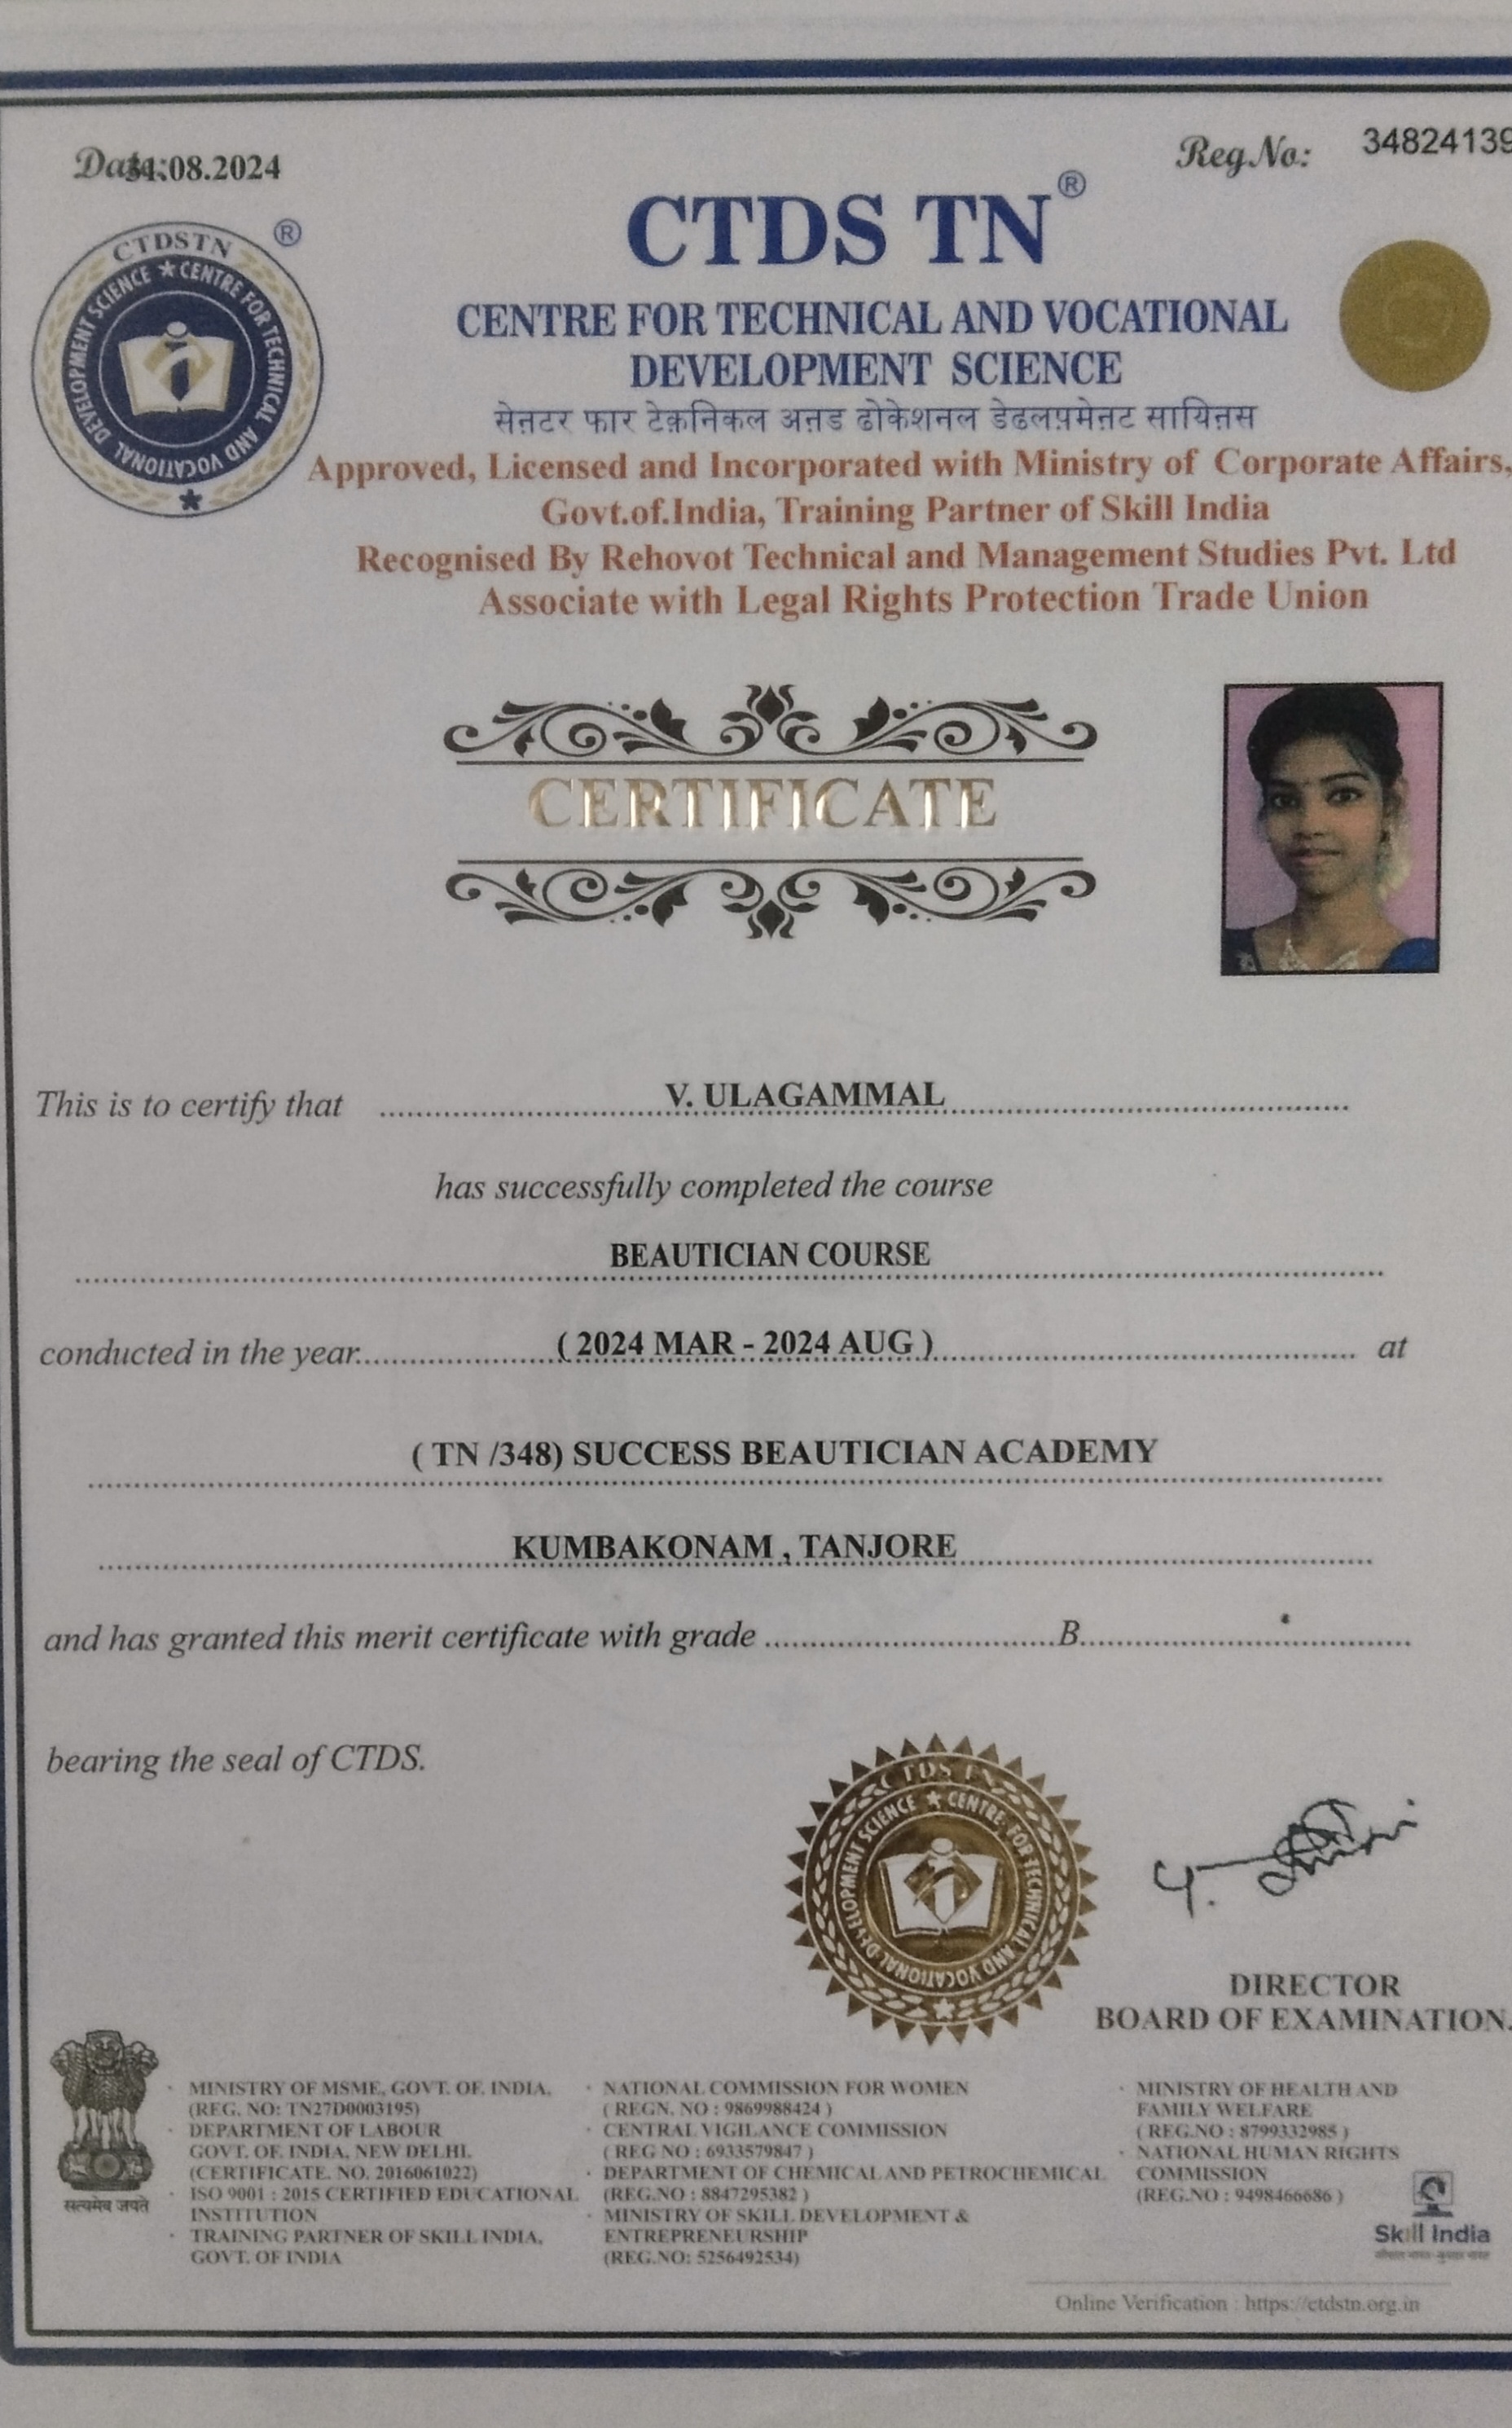 Date: 31.08.2024
Reg.No: 34824139
CTDSTN ®
CENTRE FOR TECHNICAL AND VOCATIONAL DEVELOPMENT SCIENCE ★
CTDS TN ®
CENTRE FOR TECHNICAL AND VOCATIONAL
DEVELOPMENT SCIENCE
सेनटर फार टेक़निकल अनड ढोकेशनल डेढलपमेनट सायिनस
Approved, Licensed and Incorporated with Ministry of Corporate Affairs,
Govt.of.India, Training Partner of Skill India
Recognised By Rehovot Technical and Management Studies Pvt. Ltd
Associate with Legal Rights Protection Trade Union
CERTIFICATE
This is to certify that V. ULAGAMMAL
has successfully completed the course
BEAUTICIAN COURSE
conducted in the year ( 2024 MAR - 2024 AUG ) at
( TN /348) SUCCESS BEAUTICIAN ACADEMY
KUMBAKONAM , TANJORE
and has granted this merit certificate with grade B
bearing the seal of CTDS.
CTDS TN
CENTRE FOR TECHNICAL AND VOCATIONAL DEVELOPMENT SCIENCE ★
DIRECTOR
BOARD OF EXAMINATION.
सत्यमेव जयते
· MINISTRY OF MSME, GOVT. OF. INDIA.
(REG. NO: TN27D0003195)
· DEPARTMENT OF LABOUR
GOVT. OF. INDIA, NEW DELHI.
(CERTIFICATE. NO. 2016061022)
· ISO 9001 : 2015 CERTIFIED EDUCATIONAL
INSTITUTION
· TRAINING PARTNER OF SKILL INDIA,
GOVT. OF INDIA
· NATIONAL COMMISSION FOR WOMEN
( REGN. NO : 9869988424 )
· CENTRAL VIGILANCE COMMISSION
( REG NO : 6933579847 )
· DEPARTMENT OF CHEMICAL AND PETROCHEMICAL
(REG.NO : 8847295382 )
· MINISTRY OF SKILL DEVELOPMENT &
ENTREPRENEURSHIP
(REG.NO: 5256492534)
· MINISTRY OF HEALTH AND
FAMILY WELFARE
( REG.NO : 8799332985 )
· NATIONAL HUMAN RIGHTS
COMMISSION
(REG.NO : 9498466686 )
Skill India
Online Verification : https://ctdstn.org.in